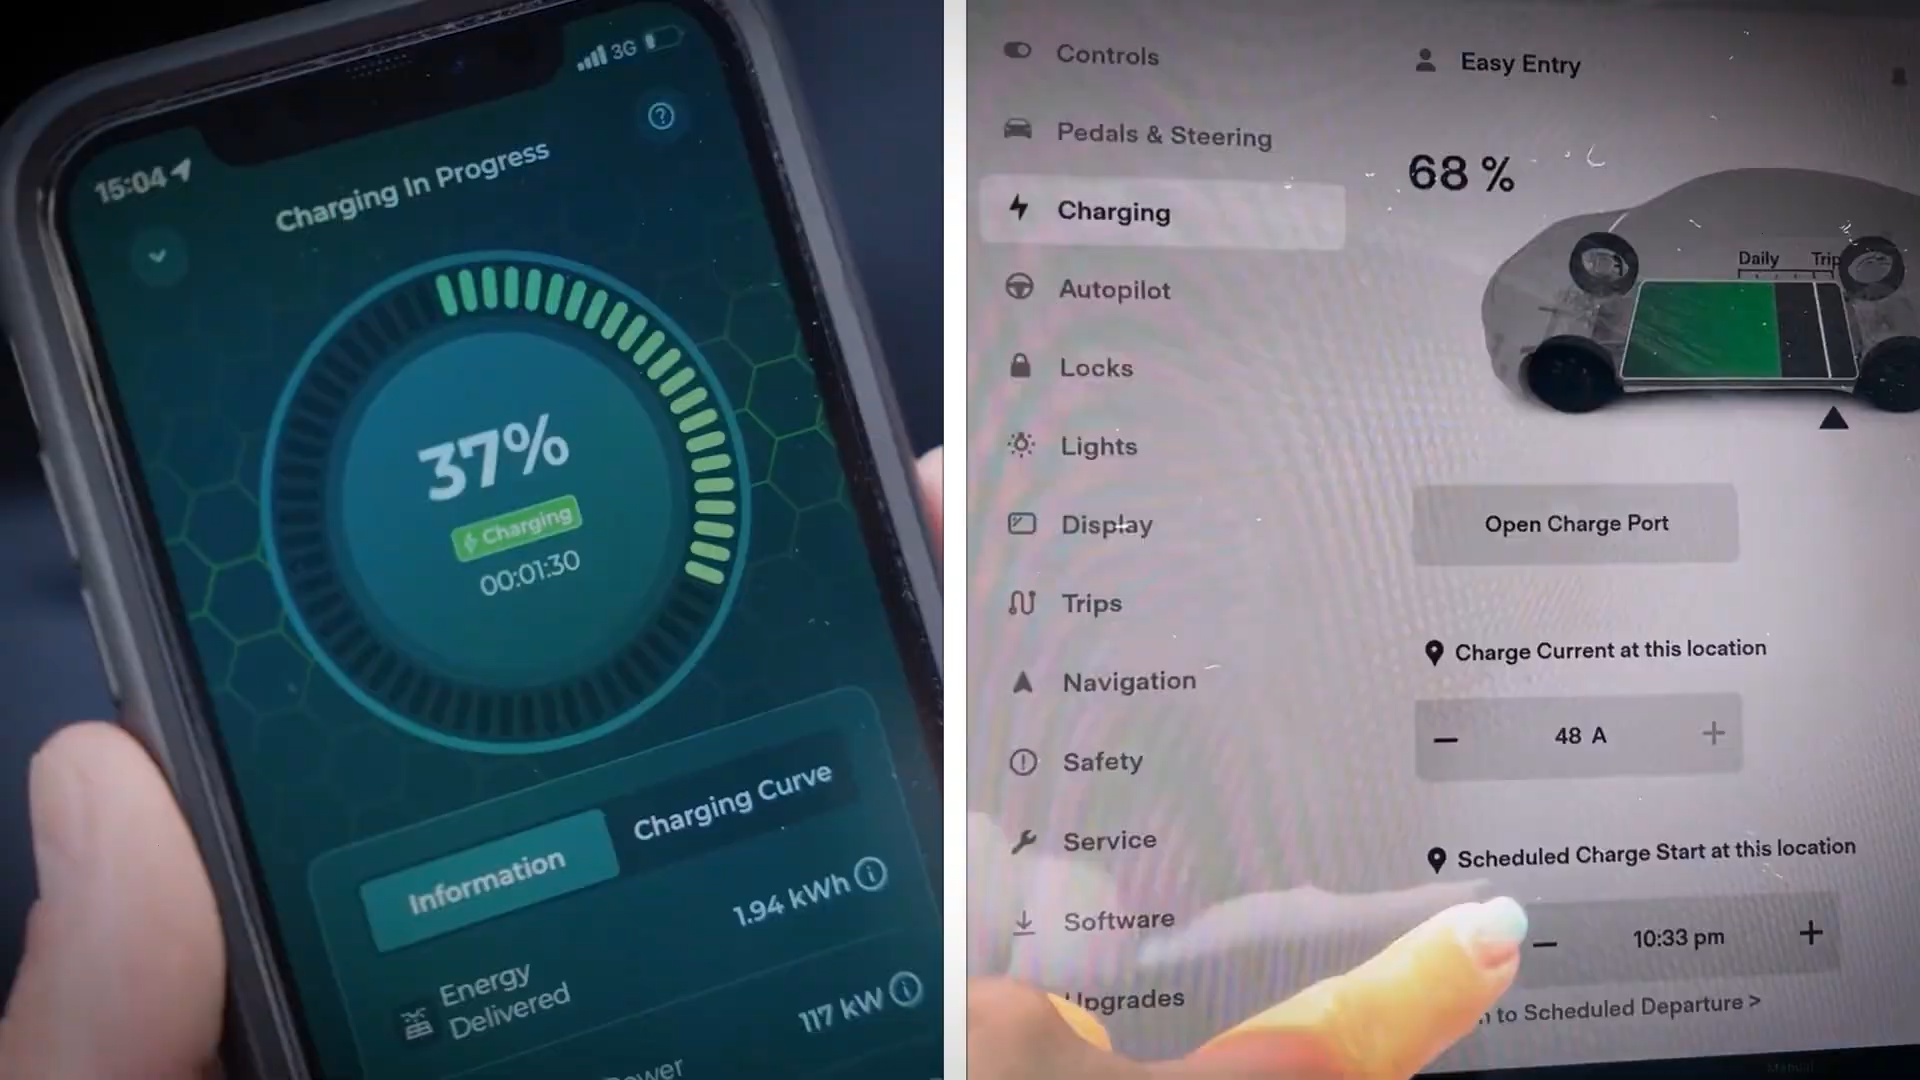 15:04
3G
Charging In Progress
37%
Charging
00:01:30
Information
Charging Curve
Energy
Delivered
1.94 kWh
117 kW
Controls
Pedals & Steering
Charging
Autopilot
Locks
Lights
Display
Trips
Navigation
Safety
Service
Software
Upgrades
Easy Entry
68 %
Daily
Trip
Open Charge Port
Charge Current at this location
48 A
Scheduled Charge Start at this location
10:33 pm
to Scheduled Departure >